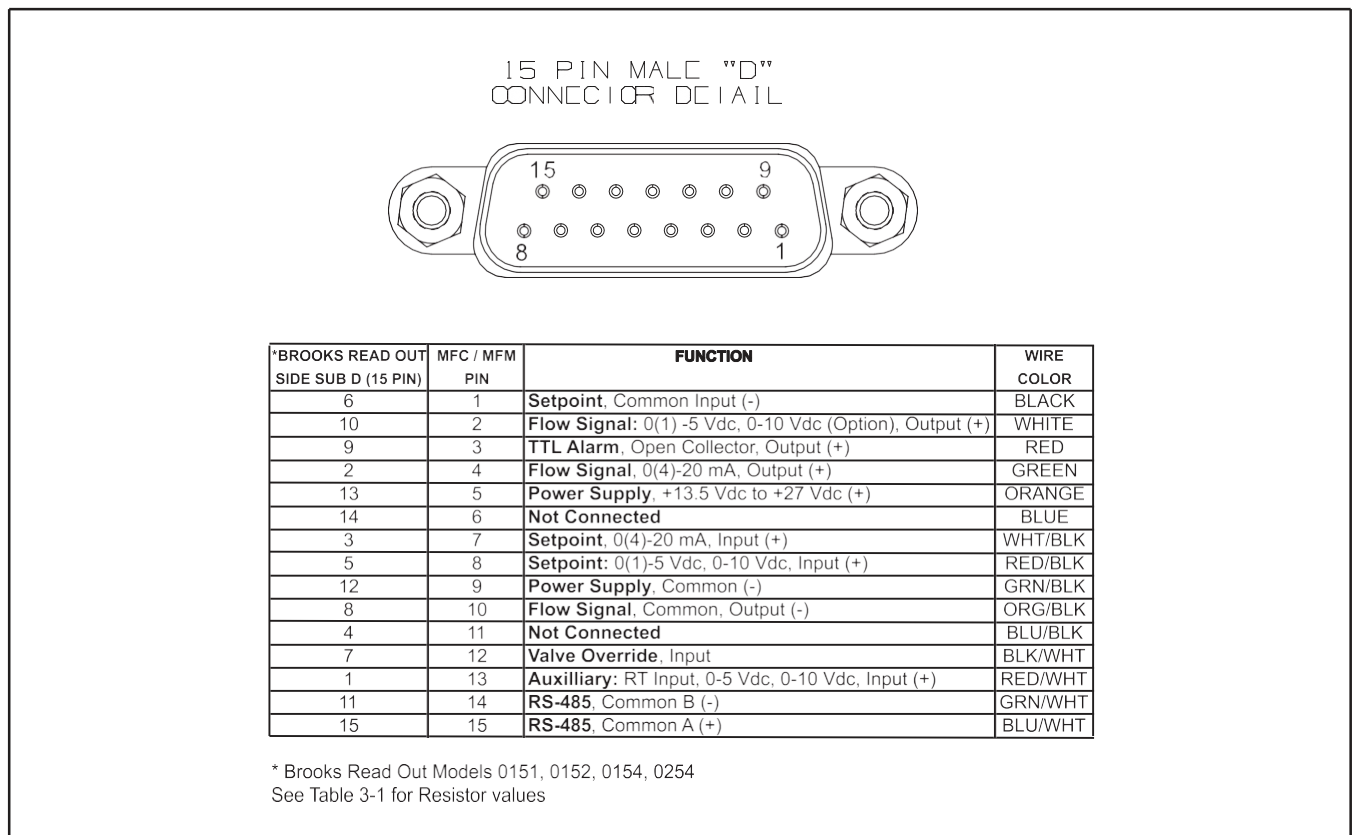 15 PIN MALE "D"
CONNECTOR DETAIL
15 9
8 1
*BROOKS READ OUT MFC / MFM FUNCTION WIRE
SIDE SUB D (15 PIN) PIN COLOR
6 1 Setpoint, Common Input (-) BLACK
10 2 Flow Signal: 0(1) -5 Vdc, 0-10 Vdc (Option), Output (+) WHITE
9 3 TTL Alarm, Open Collector, Output (+) RED
2 4 Flow Signal, 0(4)-20 mA, Output (+) GREEN
13 5 Power Supply, +13.5 Vdc to +27 Vdc (+) ORANGE
14 6 Not Connected BLUE
3 7 Setpoint, 0(4)-20 mA, Input (+) WHT/BLK
5 8 Setpoint: 0(1)-5 Vdc, 0-10 Vdc, Input (+) RED/BLK
12 9 Power Supply, Common (-) GRN/BLK
8 10 Flow Signal, Common, Output (-) ORG/BLK
4 11 Not Connected BLU/BLK
7 12 Valve Override, Input BLK/WHT
1 13 Auxilliary: RT Input, 0-5 Vdc, 0-10 Vdc, Input (+) RED/WHT
11 14 RS-485, Common B (-) GRN/WHT
15 15 RS-485, Common A (+) BLU/WHT
* Brooks Read Out Models 0151, 0152, 0154, 0254
See Table 3-1 for Resistor values